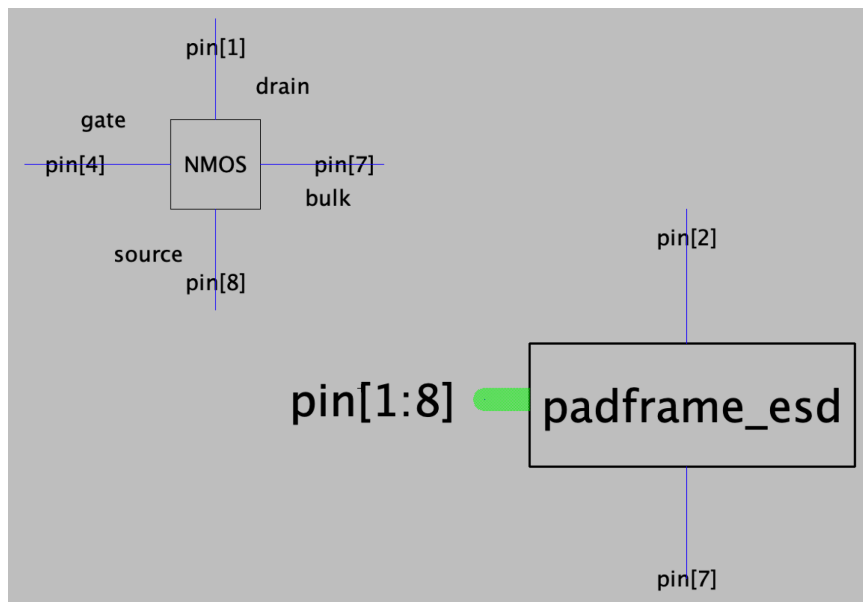 pin[1]
drain
gate
pin[4]
NMOS
pin[7]
bulk
source
pin[8]
pin[2]
pin[1:8]
padframe_esd
pin[7]